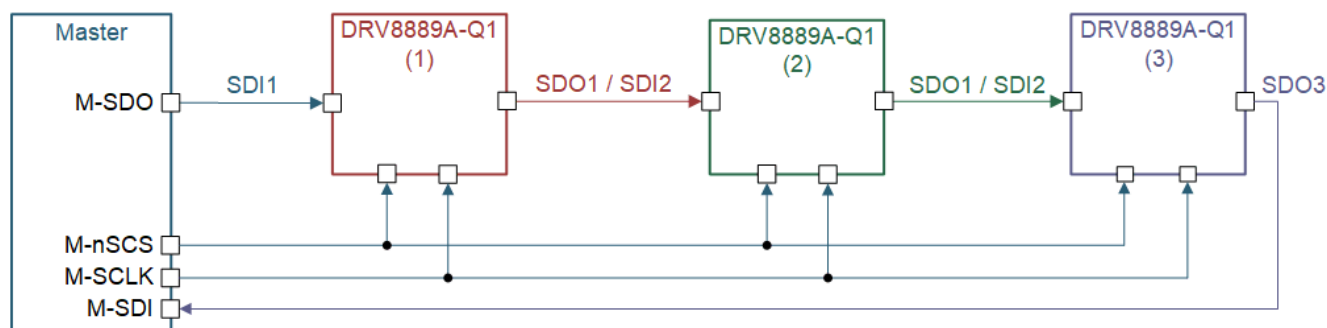 Master
DRV8889A-Q1
(1)
DRV8889A-Q1
(2)
DRV8889A-Q1
(3)
M-SDO
SDI1
SDO1 / SDI2
SDO1 / SDI2
SDO3
M-nSCS
M-SCLK
M-SDI